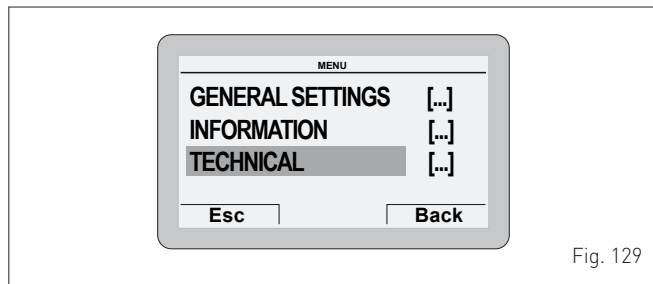 MENU
GENERAL SETTINGS [...]
INFORMATION [...]
TECHNICAL [...]
Esc Back
Fig. 129